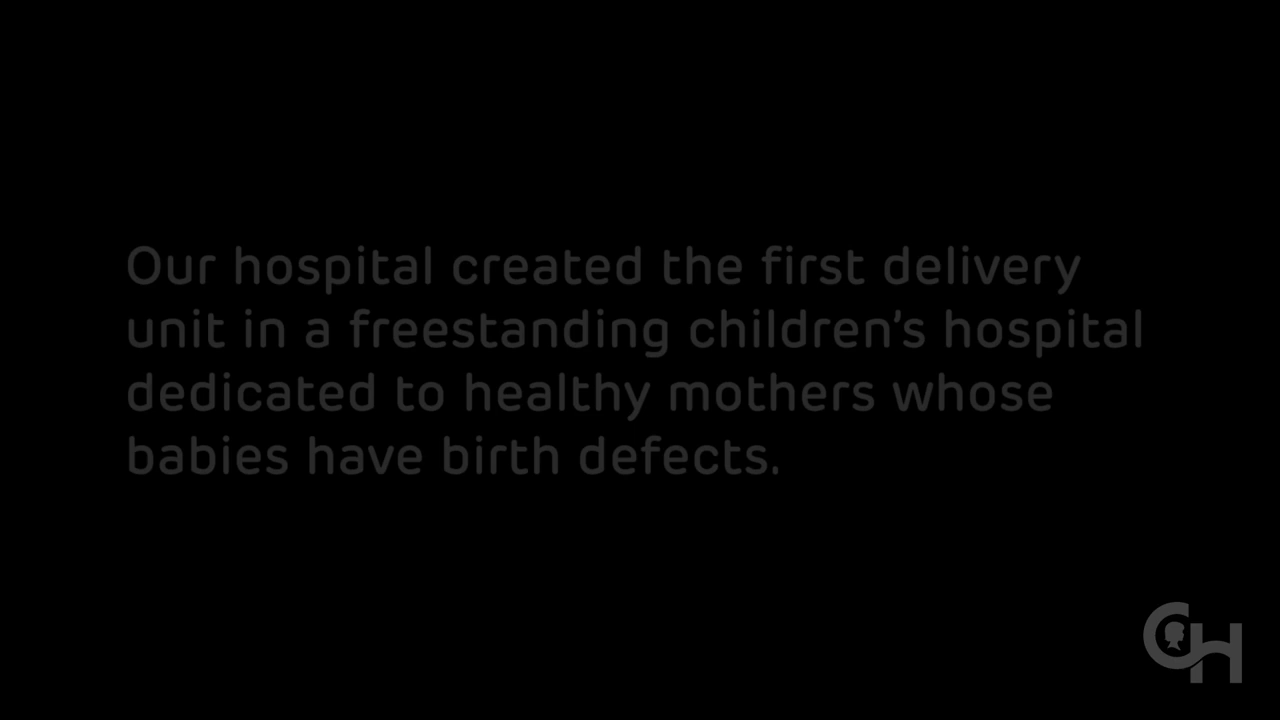 Our hospital created the first delivery
unit in a freestanding children’s hospital
dedicated to healthy mothers whose
babies have birth defects.
CH